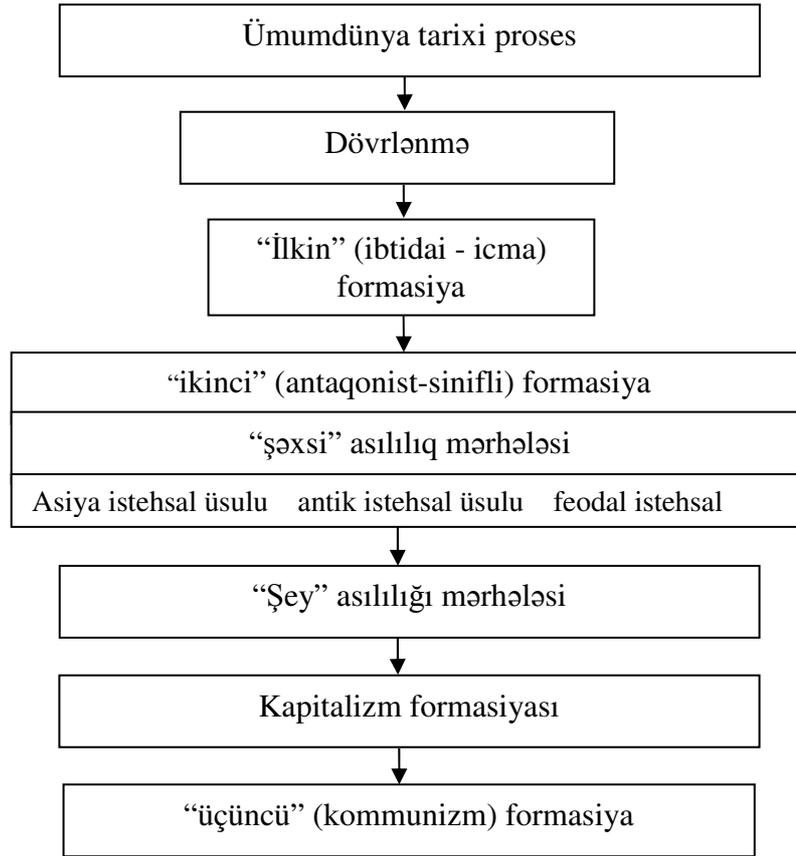 Ümumdünya tarixi proses
Dövrlənmə
“İlkin” (ibtidai - icma)
formasiya
“ikinci” (antaqonist-sinifli) formasiya
“şəxsi” asılılıq mərhələsi
Asiya istehsal üsulu antik istehsal üsulu feodal istehsal
“Şey” asılılığı mərhələsi
Kapitalizm formasiyası
“üçüncü” (kommunizm) formasiya